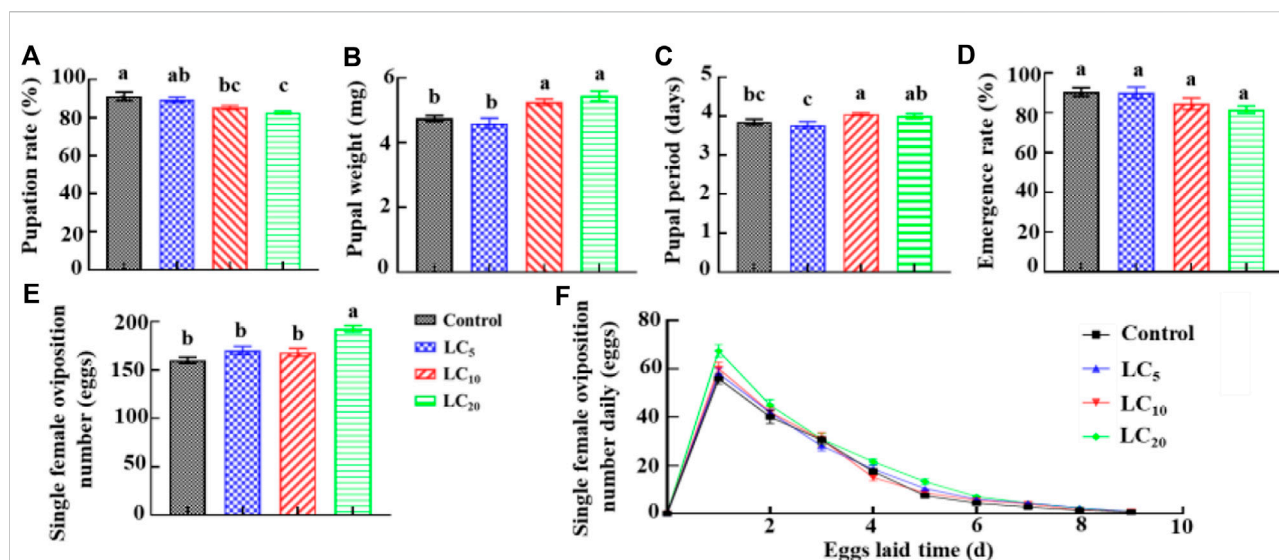 A
Pupation rate (%)
100
80
60
40
20
0
a
ab
bc
c
B
Pupal weight (mg)
6
4
2
0
b
b
a
a
C
Pupal period (days)
5
4
3
2
1
0
bc
c
a
ab
D
Emergence rate (%)
100
80
60
40
20
0
a
a
a
a
E
Single female oviposition
number (eggs)
200
150
100
50
0
b
b
b
a
Control
LC5
LC10
LC20
F
Single female oviposition
number daily (eggs)
80
60
40
20
0
2
4
6
8
10
Eggs laid time (d)
Control
LC5
LC10
LC20